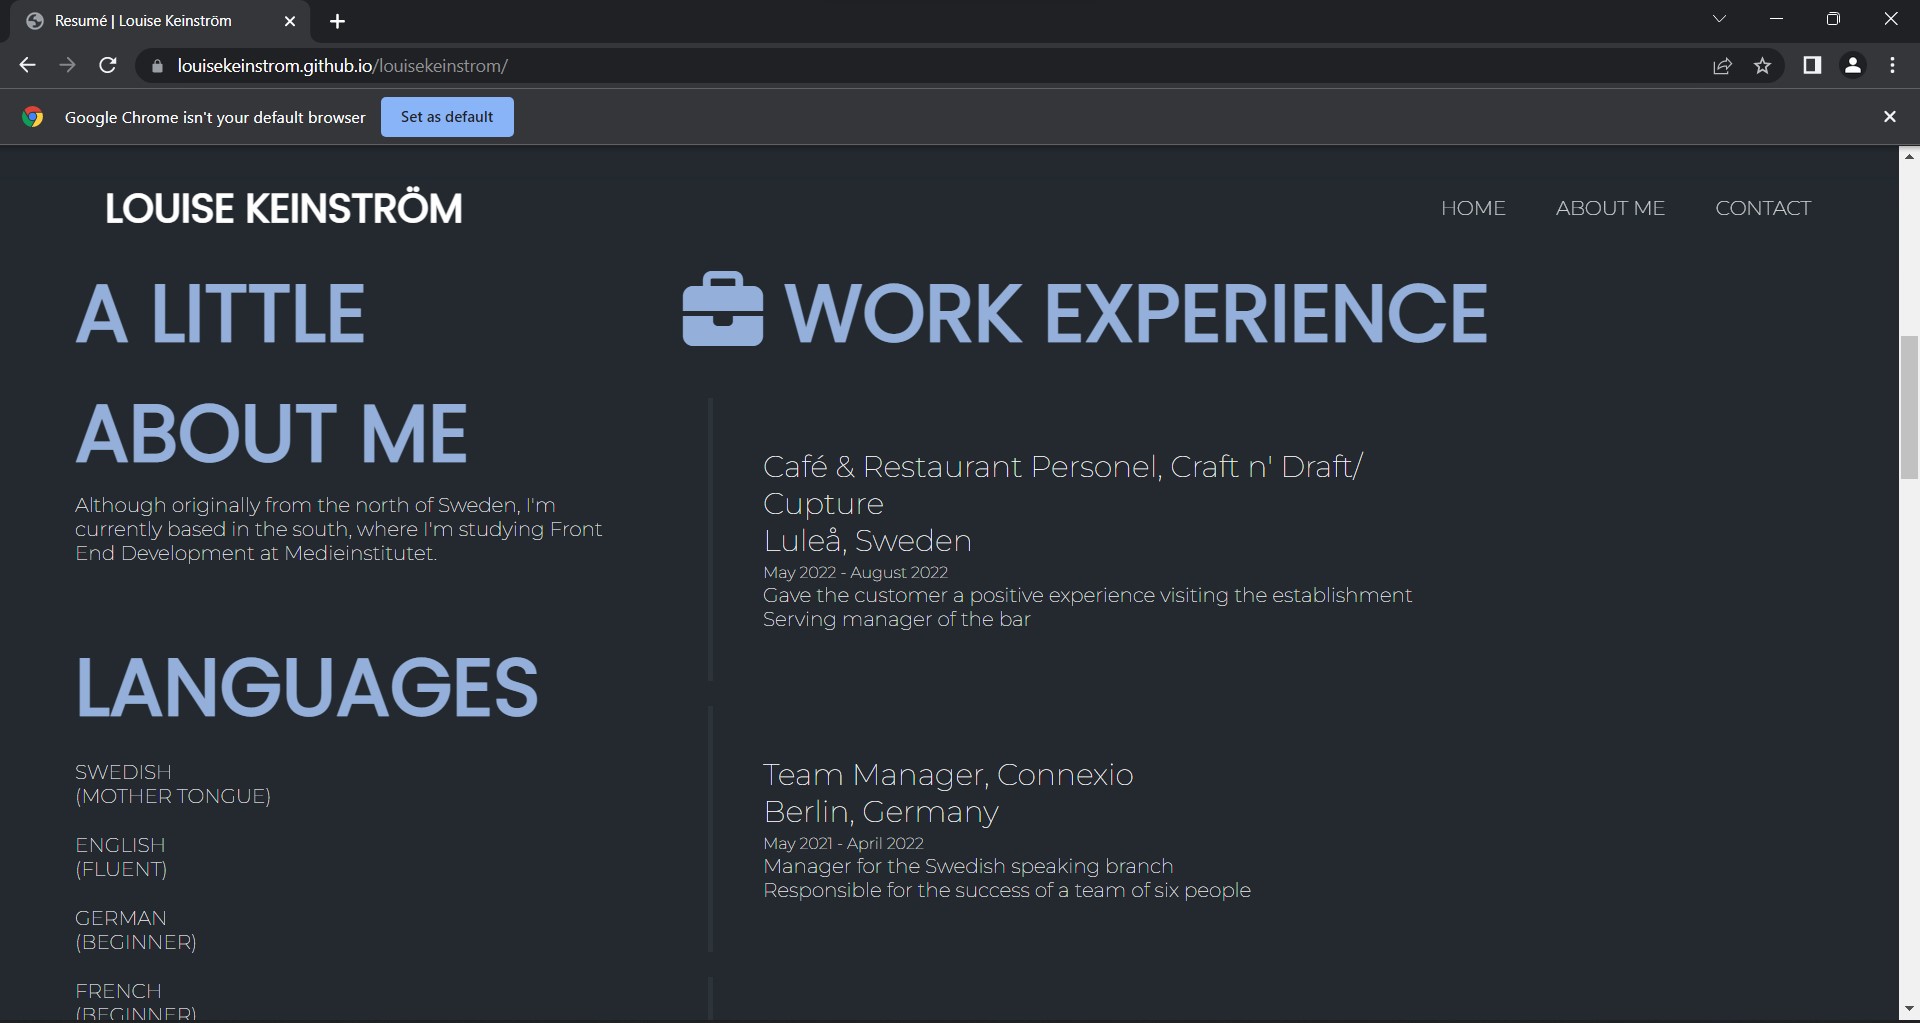 Resumé | Louise Keinström
louisekeinstrom.github.io/louisekeinstrom/
Google Chrome isn't your default browser
Set as default
LOUISE KEINSTRÖM
HOME
ABOUT ME
CONTACT
A LITTLE
ABOUT ME
Although originally from the north of Sweden, I'm
currently based in the south, where I'm studying Front
End Development at Medieinstitutet.
LANGUAGES
SWEDISH
(MOTHER TONGUE)
ENGLISH
(FLUENT)
GERMAN
(BEGINNER)
FRENCH
(BEGINNER)
WORK EXPERIENCE
Café & Restaurant Personel, Craft n' Draft/
Cupture
Luleå, Sweden
May 2022 - August 2022
Gave the customer a positive experience visiting the establishment
Serving manager of the bar
Team Manager, Connexio
Berlin, Germany
May 2021 - April 2022
Manager for the Swedish speaking branch
Responsible for the success of a team of six people